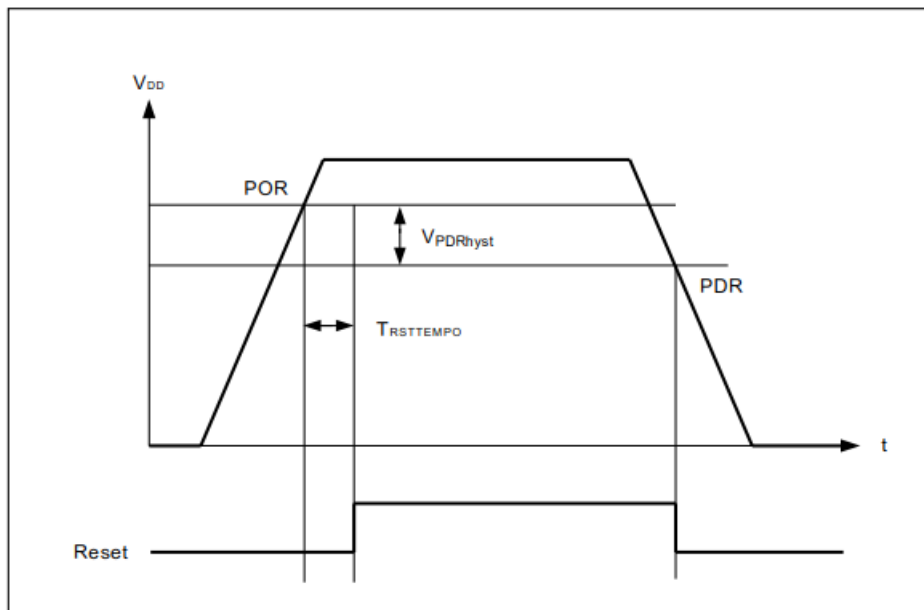 VDD
POR
VPDRhyst
PDR
TRSTTEMPO
t
Reset